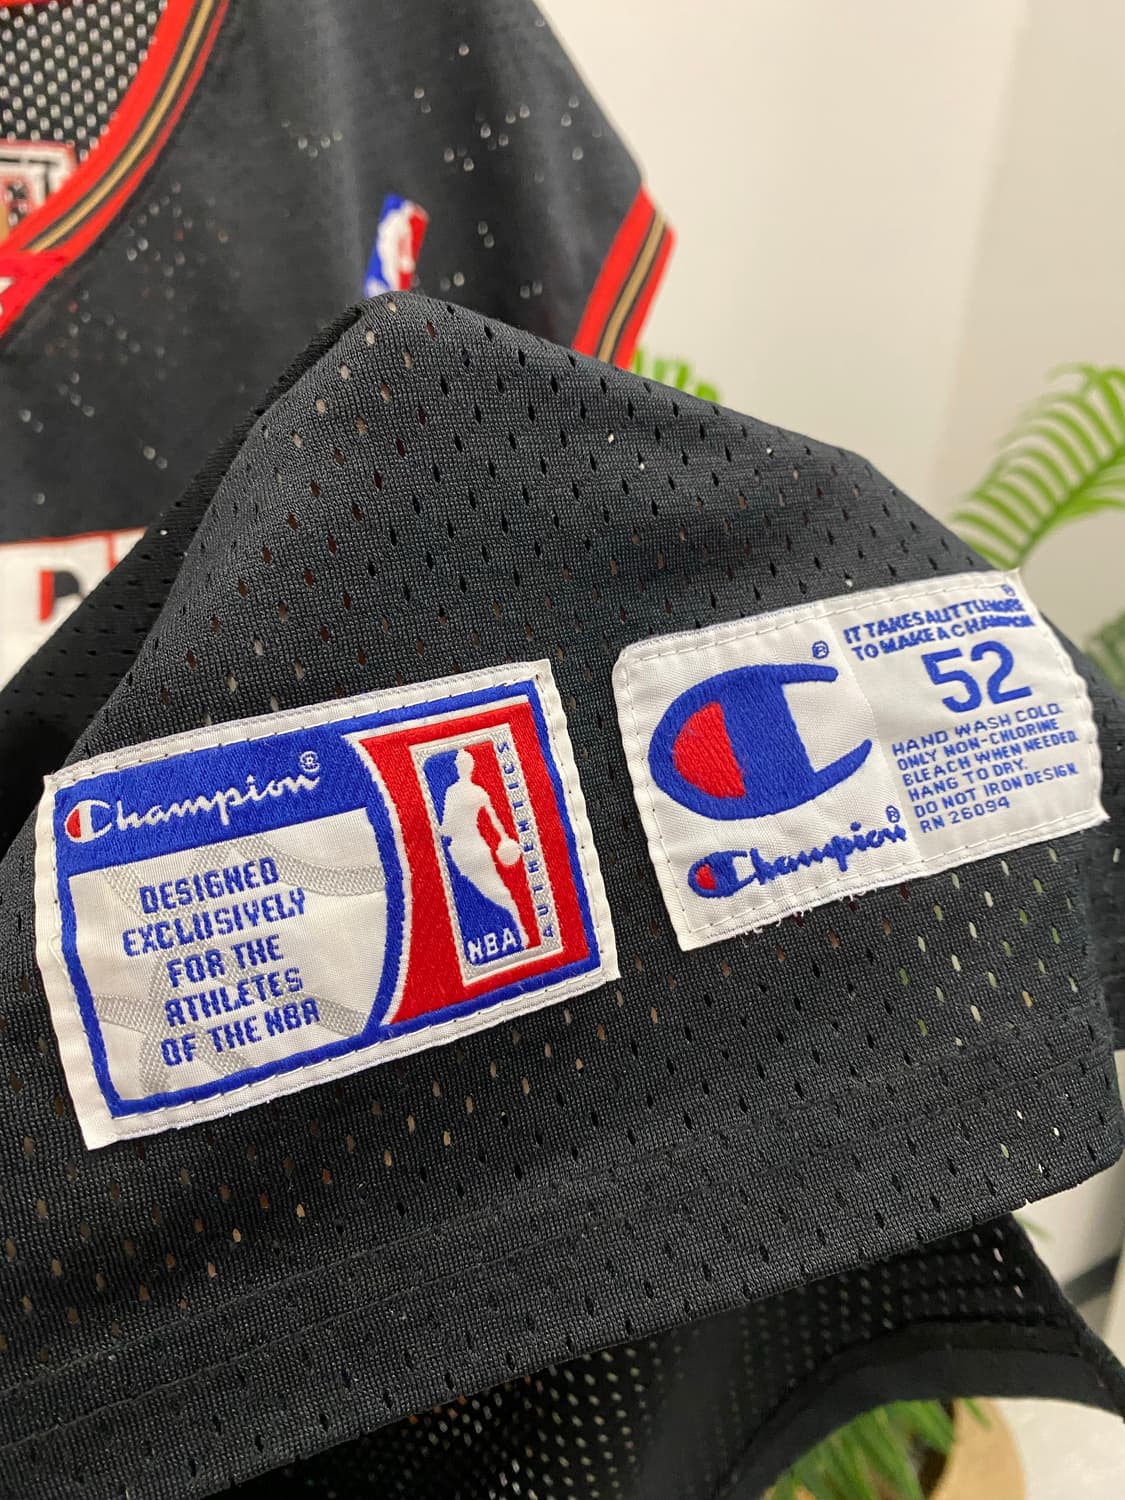 Champion®
DESIGNED
EXCLUSIVELY
FOR THE
ATHLETES
OF THE NBA
NBA
AUTHENTICS
®
Champion®
IT TAKES A LITTLE MORE®
TO MAKE A CHAMPION
52
HAND WASH COLD.
ONLY NON-CHLORINE
BLEACH WHEN NEEDED.
HANG TO DRY.
DO NOT IRON DESIGN.
RN 26094